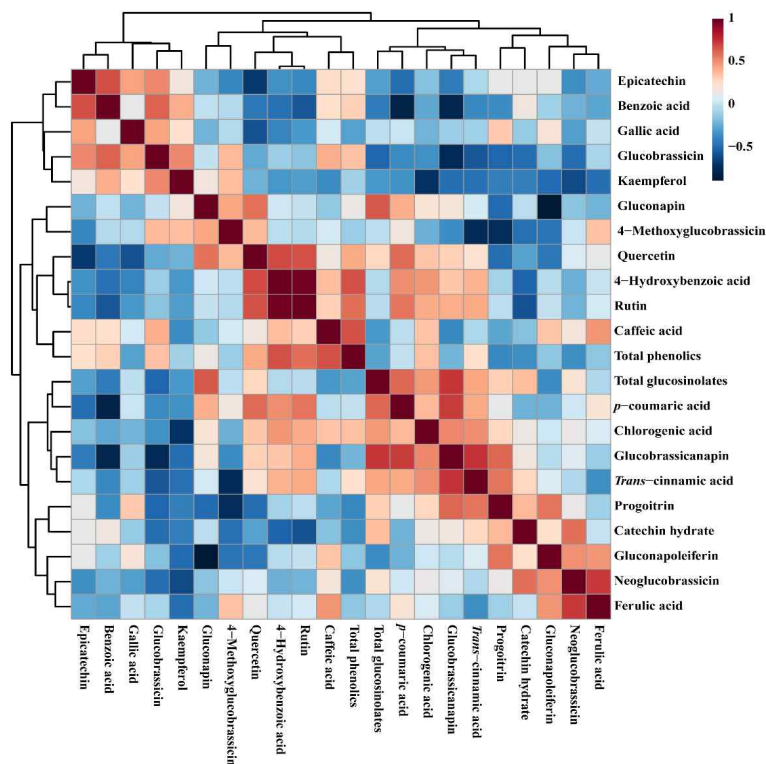 1
0.5
0
−0.5
Epicatechin
Benzoic acid
Gallic acid
Glucobrassicin
Kaempferol
Gluconapin
4−Methoxyglucobrassicin
Quercetin
4−Hydroxybenzoic acid
Rutin
Caffeic acid
Total phenolics
Total glucosinolates
p−coumaric acid
Chlorogenic acid
Glucobrassicanapin
Trans−cinnamic acid
Progoitrin
Catechin hydrate
Gluconapoleiferin
Neoglucobrassicin
Ferulic acid
Epicatechin
Benzoic acid
Gallic acid
Glucobrassicin
Kaempferol
Gluconapin
4−Methoxyglucobrassicin
Quercetin
4−Hydroxybenzoic acid
Rutin
Caffeic acid
Total phenolics
Total glucosinolates
p−coumaric acid
Chlorogenic acid
Glucobrassicanapin
Trans−cinnamic acid
Progoitrin
Catechin hydrate
Gluconapoleiferin
Neoglucobrassicin
Ferulic acid